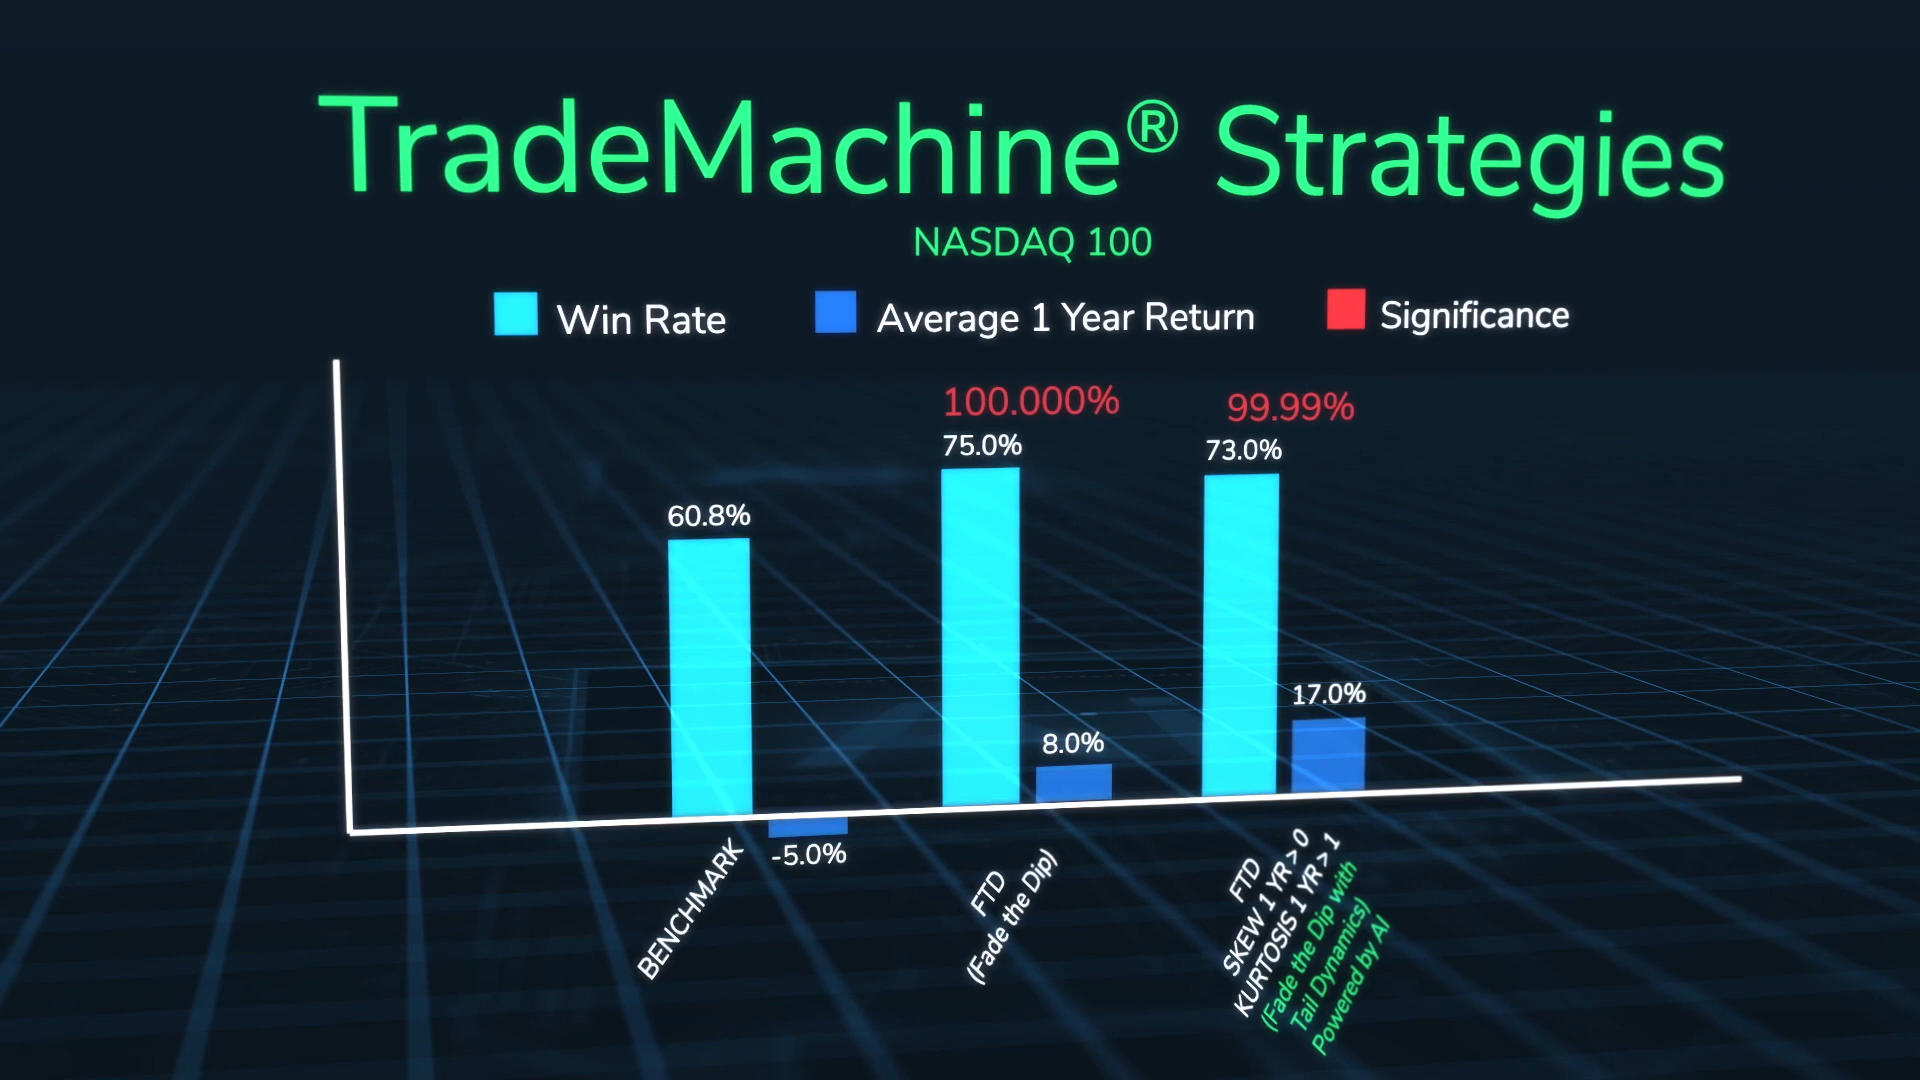 TradeMachine® Strategies
NASDAQ 100
Win Rate
Average 1 Year Return
Significance
100.000%
99.99%
75.0%
73.0%
60.8%
17.0%
8.0%
-5.0%
BENCHMARK
FTD
(Fade the Dip)
FTD
SKEW 1 YR > 0
KURTOSIS 1 YR > 1
(Fade the Dip with
Tail Dynamics)
Powered by AI